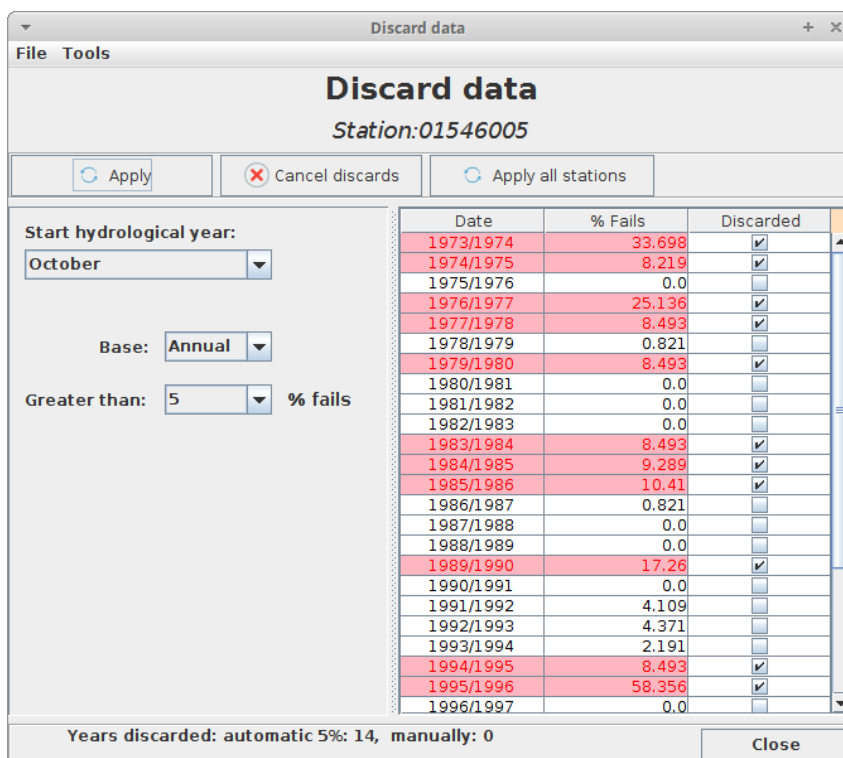 Discard data
File Tools
Discard data
Station:01546005
Apply Cancel discards Apply all stations
Start hydrological year:
October
Base: Annual
Greater than: 5 % fails
Date % Fails Discarded
1973/1974 33.698
1974/1975 8.219
1975/1976 0.0
1976/1977 25.136
1977/1978 8.493
1978/1979 0.821
1979/1980 8.493
1980/1981 0.0
1981/1982 0.0
1982/1983 0.0
1983/1984 8.493
1984/1985 9.289
1985/1986 10.41
1986/1987 0.821
1987/1988 0.0
1988/1989 0.0
1989/1990 17.26
1990/1991 0.0
1991/1992 4.109
1992/1993 4.371
1993/1994 2.191
1994/1995 8.493
1995/1996 58.356
1996/1997 0.0
Years discarded: automatic 5%: 14, manually: 0
Close